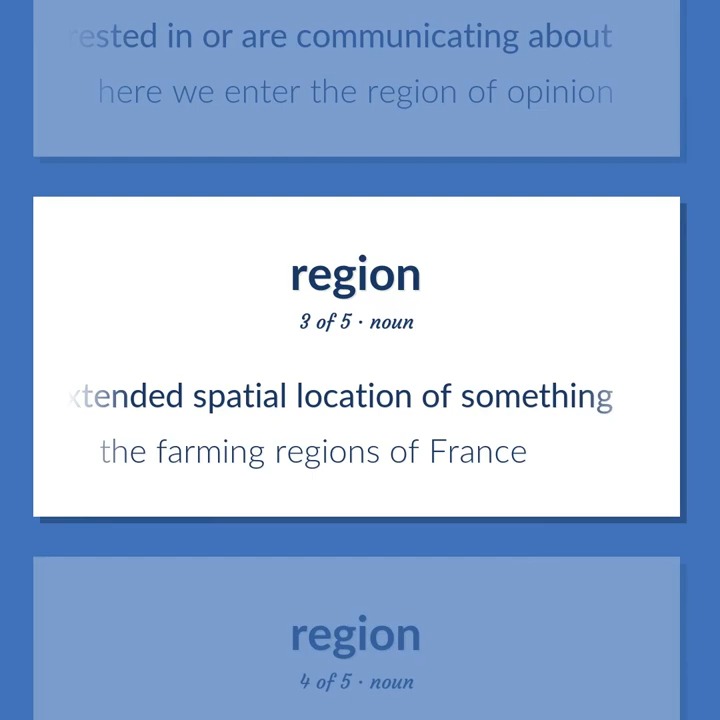 rested in or are communicating about
here we enter the region of opinion
region
3 of 5 · noun
xtended spatial location of something
the farming regions of France
region
4 of 5 · noun